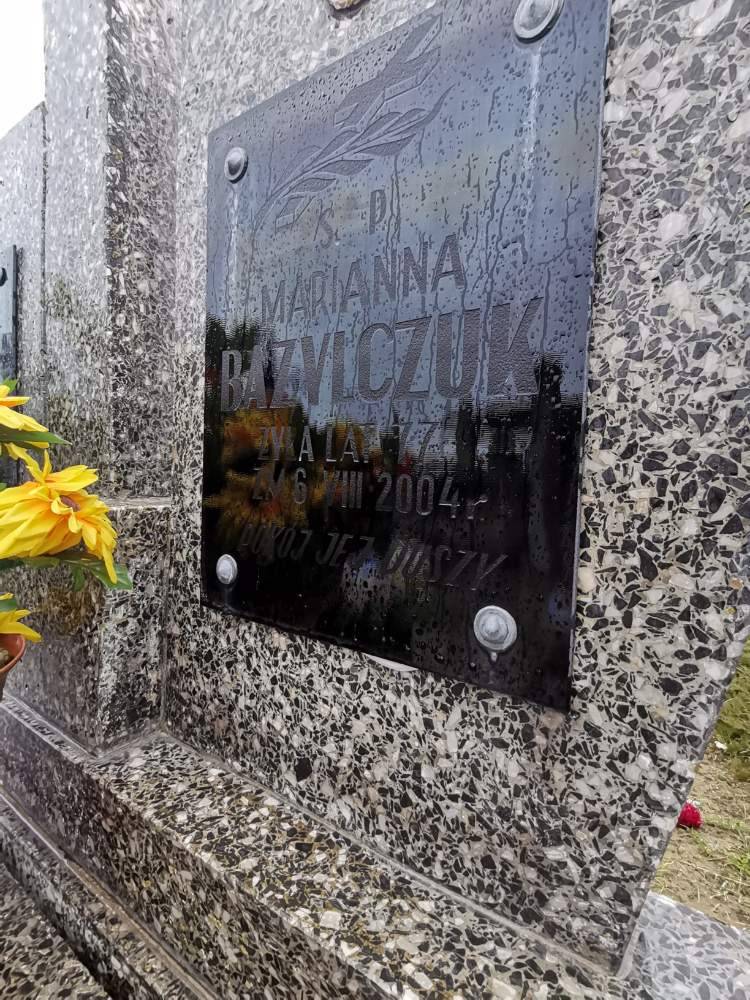 Ś. P.
MARIANNA
BAZYLCZUK
ŻYŁA LAT 77
ZM 6 VIII 2004 r
POKÓJ JEJ DUSZY